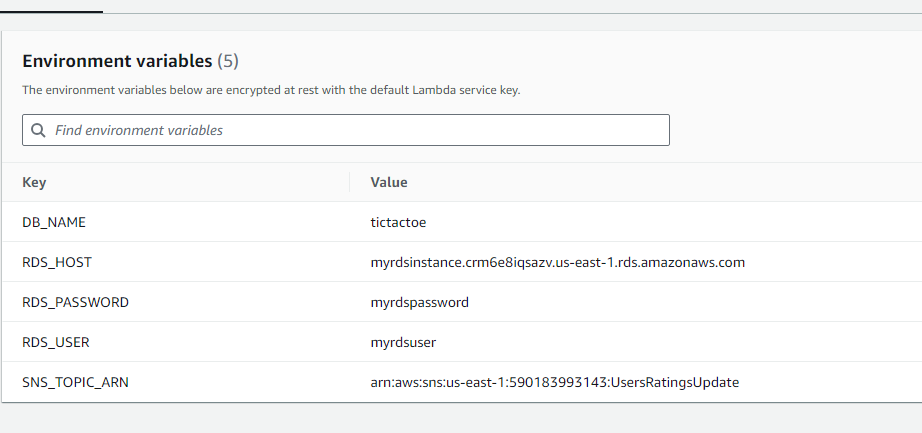 Environment variables (5)
The environment variables below are encrypted at rest with the default Lambda service key.
Find environment variables
Key Value
DB_NAME tictactoe
RDS_HOST myrdsinstance.crm6e8iqsazv.us-east-1.rds.amazonaws.com
RDS_PASSWORD myrdspassword
RDS_USER myrdsuser
SNS_TOPIC_ARN arn:aws:sns:us-east-1:590183993143:UsersRatingsUpdate